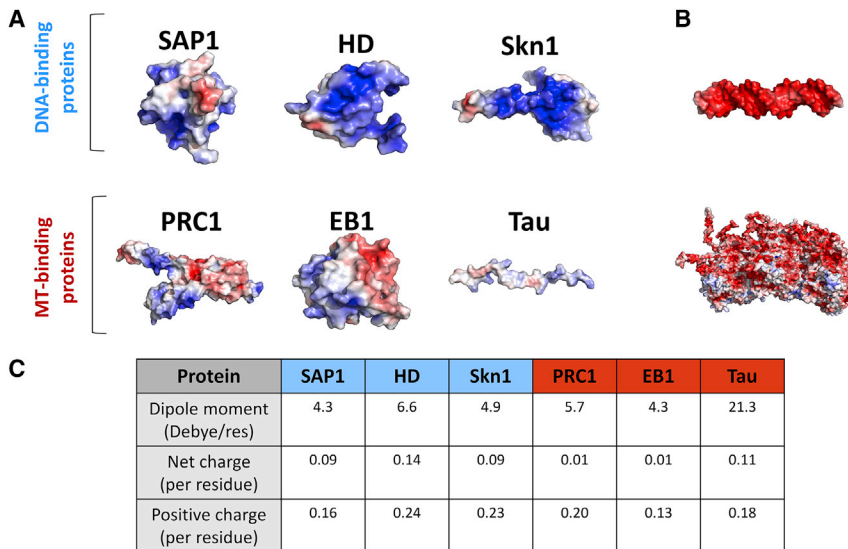 A
B
DNA-binding
proteins
SAP1
HD
Skn1
MT-binding
proteins
PRC1
EB1
Tau
C
Protein SAP1 HD Skn1 PRC1 EB1 Tau
Dipole moment
(Debye/res) 4.3 6.6 4.9 5.7 4.3 21.3
Net charge
(per residue) 0.09 0.14 0.09 0.01 0.01 0.11
Positive charge
(per residue) 0.16 0.24 0.23 0.20 0.13 0.18